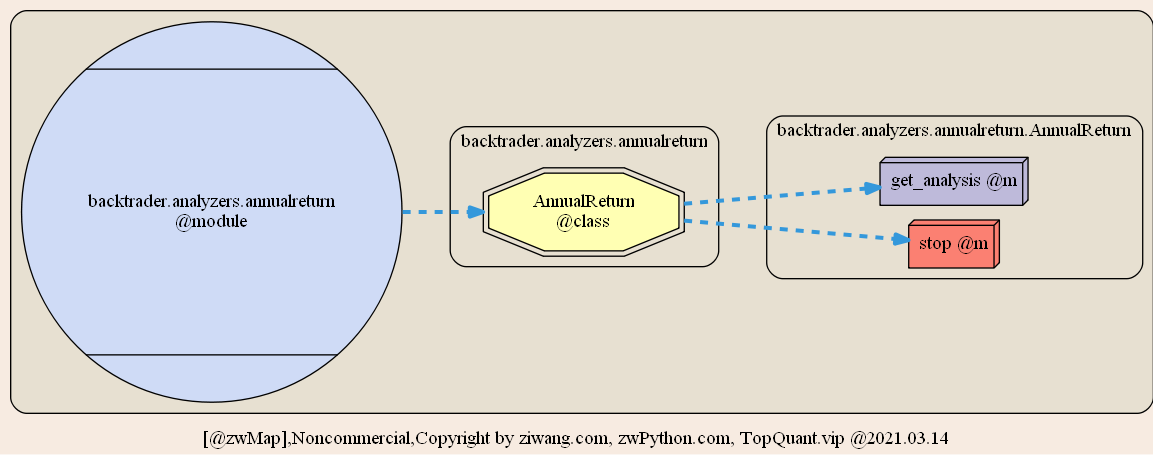 backtrader.analyzers.annualreturn
@module
backtrader.analyzers.annualreturn
AnnualReturn
@class
backtrader.analyzers.annualreturn.AnnualReturn
get_analysis @m
stop @m
[@zwMap],Noncommercial,Copyright by ziwang.com, zwPython.com, TopQuant.vip @2021.03.14